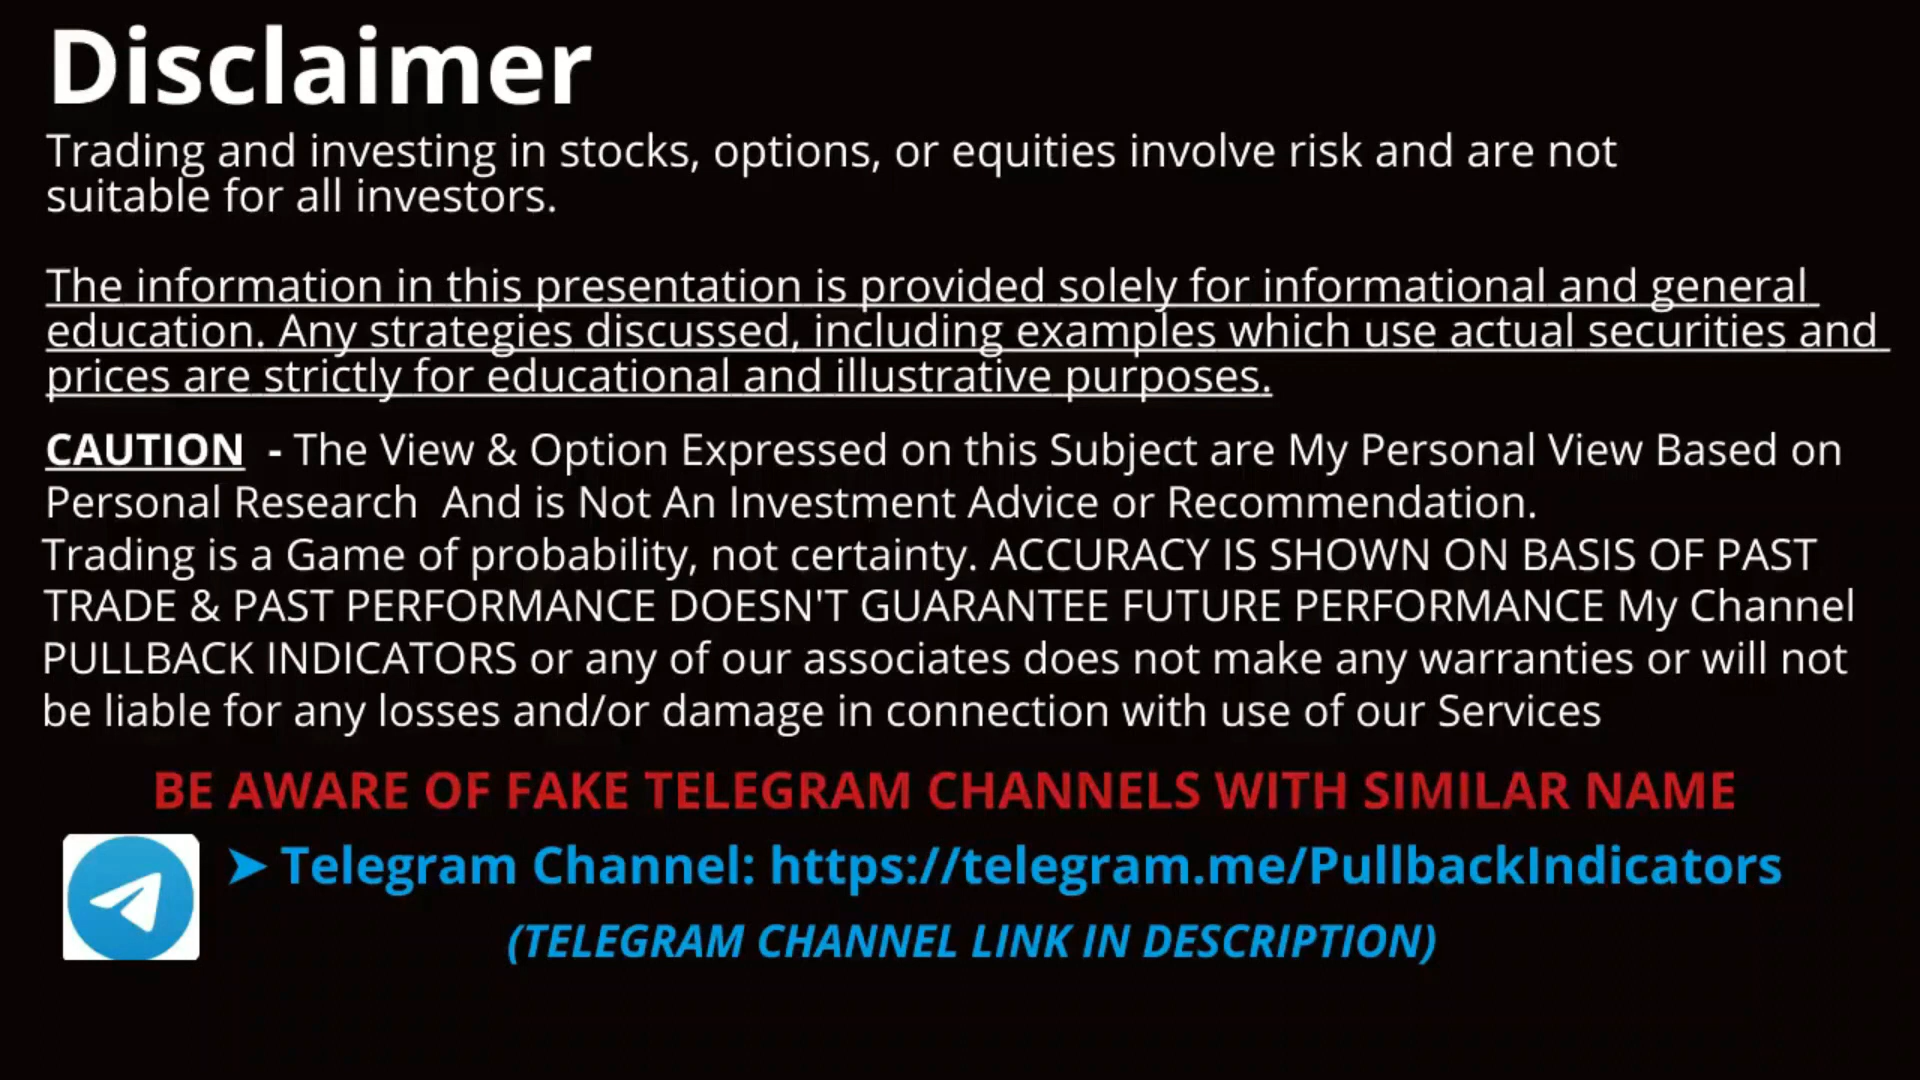 Disclaimer
Trading and investing in stocks, options, or equities involve risk and are not
suitable for all investors.
The information in this presentation is provided solely for informational and general
education. Any strategies discussed, including examples which use actual securities and
prices are strictly for educational and illustrative purposes.
CAUTION - The View & Option Expressed on this Subject are My Personal View Based on
Personal Research And is Not An Investment Advice or Recommendation.
Trading is a Game of probability, not certainty. ACCURACY IS SHOWN ON BASIS OF PAST
TRADE & PAST PERFORMANCE DOESN'T GUARANTEE FUTURE PERFORMANCE My Channel
PULLBACK INDICATORS or any of our associates does not make any warranties or will not
be liable for any losses and/or damage in connection with use of our Services
BE AWARE OF FAKE TELEGRAM CHANNELS WITH SIMILAR NAME
➤ Telegram Channel: https://telegram.me/PullbackIndicators
(TELEGRAM CHANNEL LINK IN DESCRIPTION)